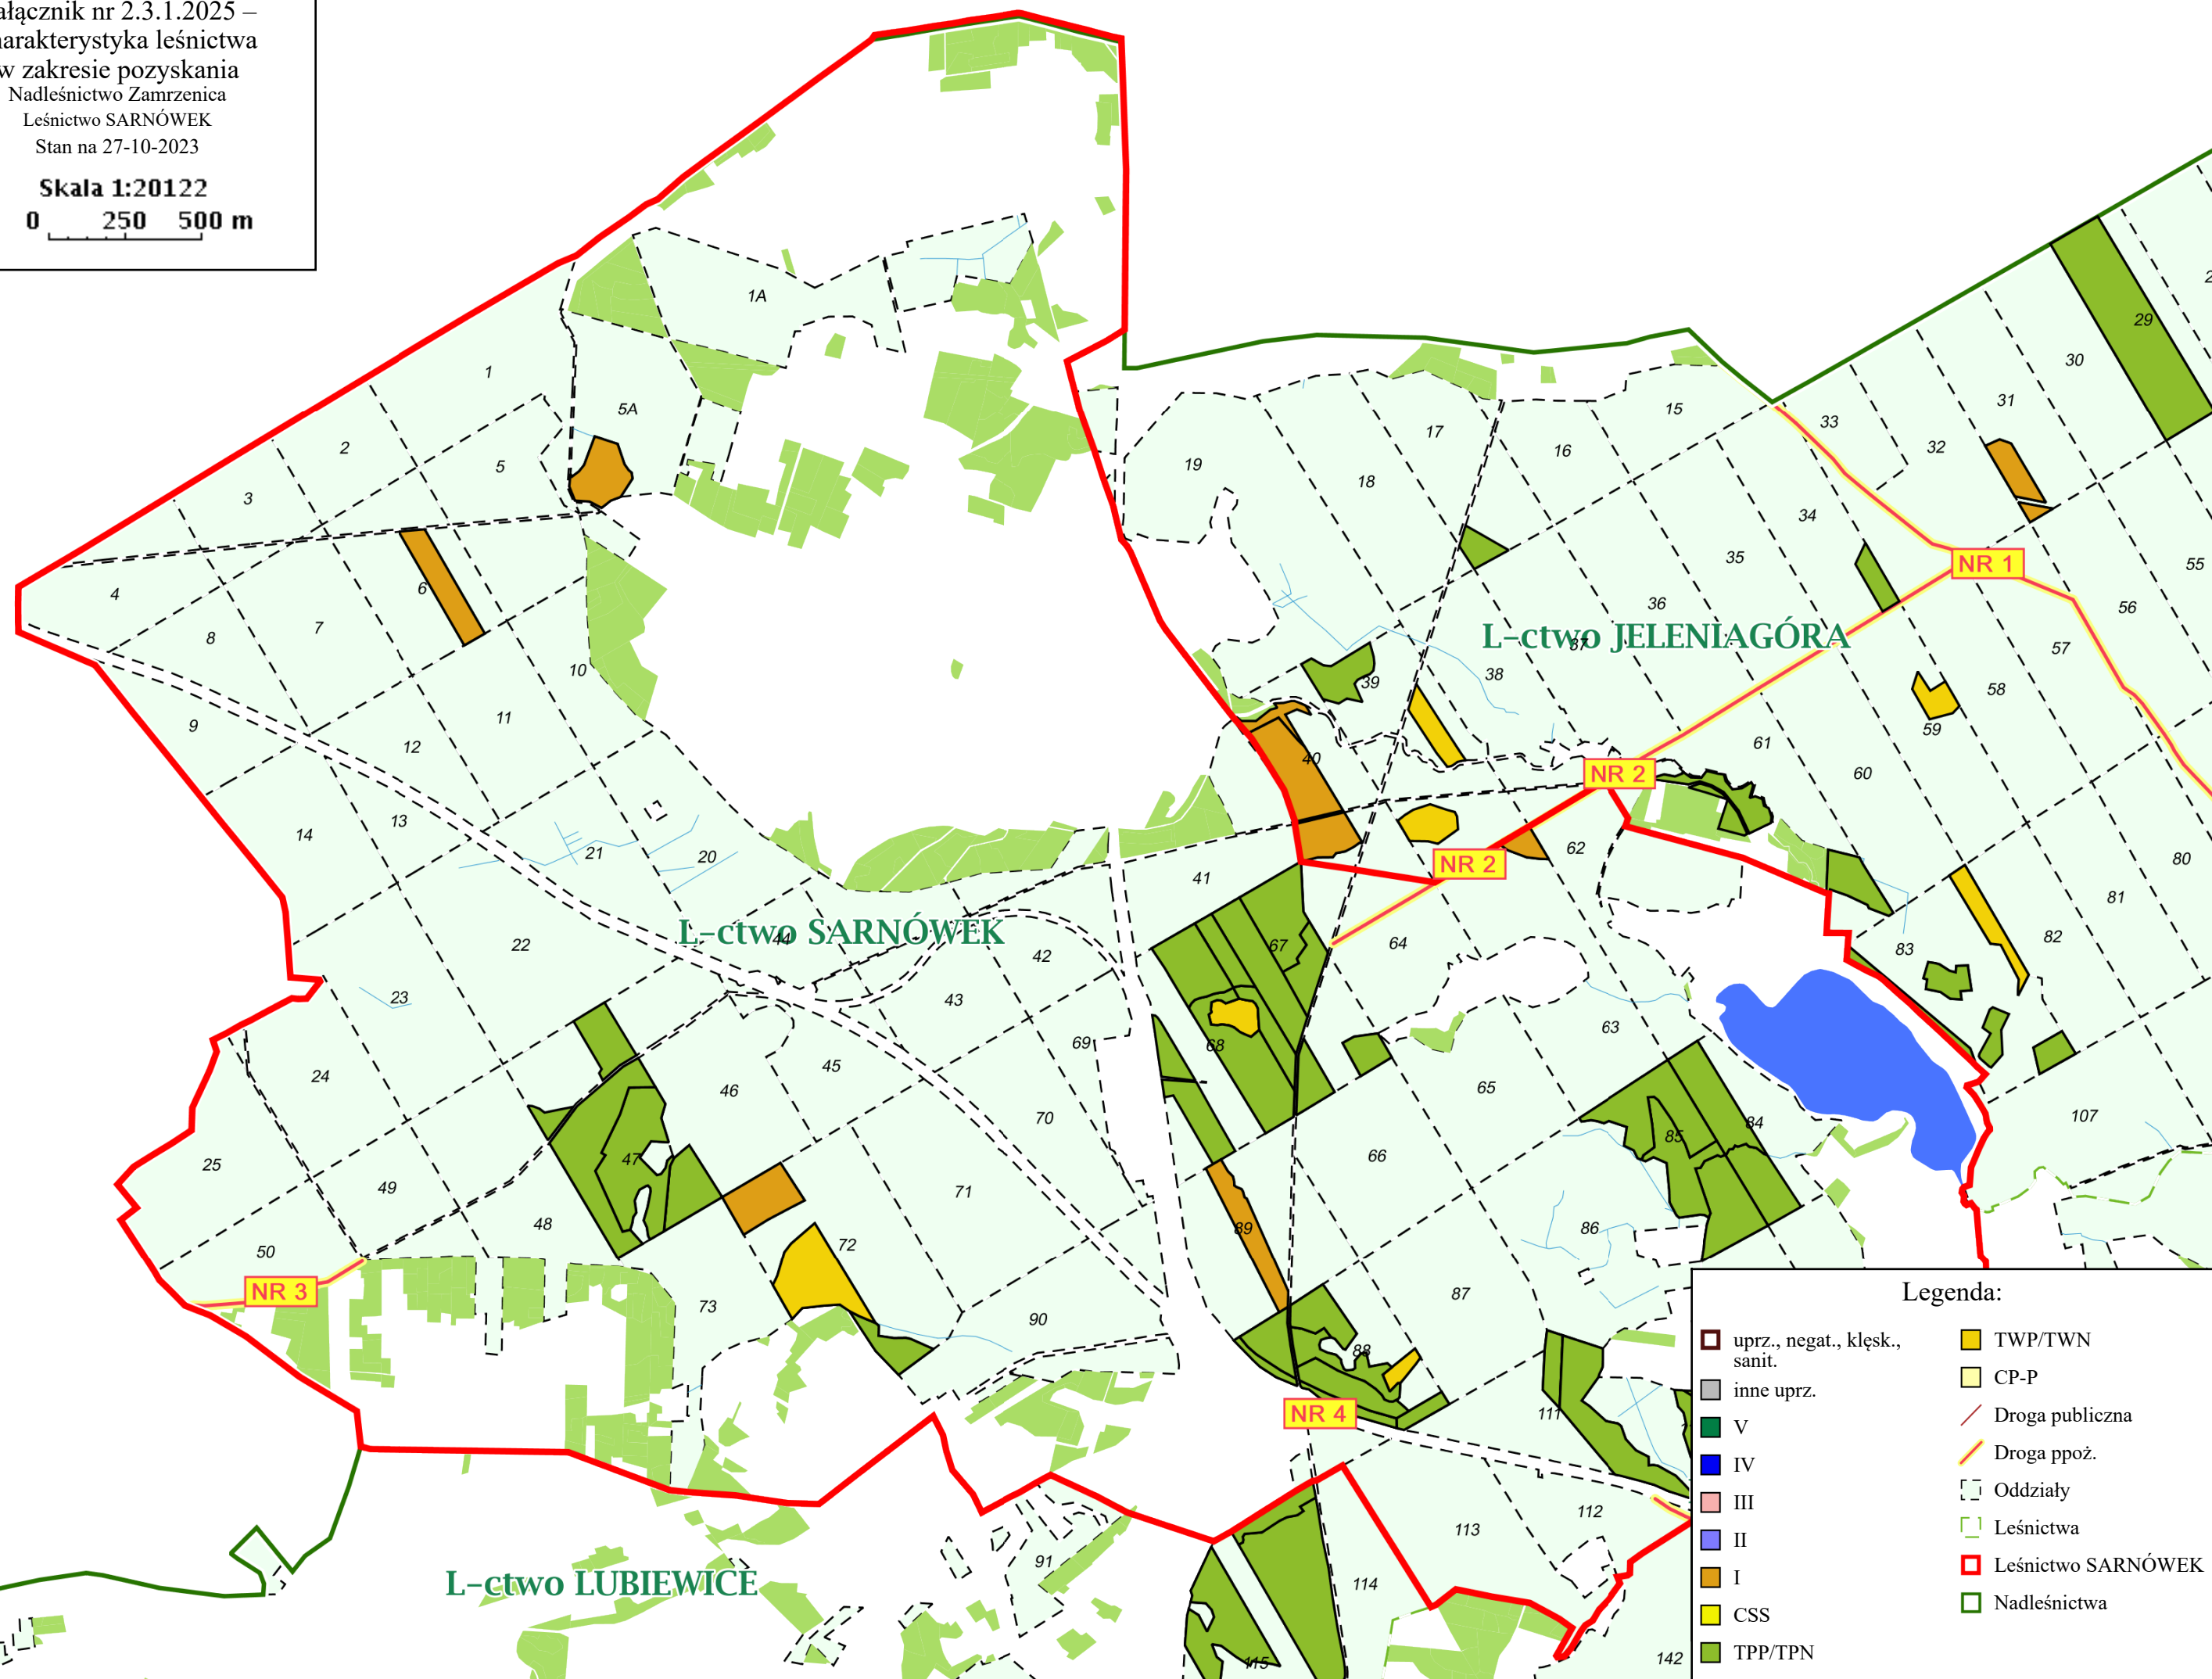 ałącznik nr 2.3.1.2025 –
arakterystyka leśnictwa
w zakresie pozyskania
Nadleśnictwo Zamrzenica
Leśnictwo SARNÓWEK
Stan na 27-10-2023
Skala 1:20122
0 250 500 m
1A
29
30
1
5A
31
15
33
2
17
32
16
5
19
18
3
34
35
55
NR 1
6
4
36
56
7
8
L-ctwo JELENIAGÓRA
37
57
10
38
39
58
11
9
59
12
61
40
NR 2
60
13
14
62
21
20
NR 2
80
41
81
L-ctwo SARNÓWEK
44
82
64
67
22
83
42
23
43
63
69
68
45
24
65
46
70
107
84
85
66
47
25
49
71
48
89
86
72
50
NR 3
87
73
90
88
NR 4
111
112
113
91
L-ctwo LUBIEWICE
114
142
115
Legenda:
uprz., negat., klęsk.,
sanit.
inne uprz.
V
IV
III
II
I
CSS
TPP/TPN
TWP/TWN
CP-P
Droga publiczna
Droga ppoż.
Oddziały
Leśnictwa
Leśnictwo SARNÓWEK
Nadleśnictwa